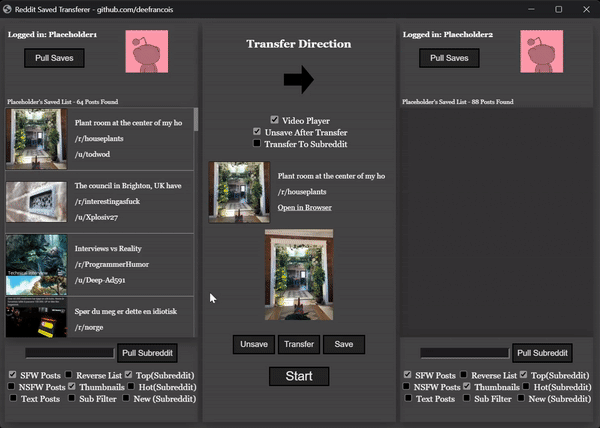 Reddit Saved Transferer - github.com/deefrancois
Logged in: Placeholder1
Pull Saves
Placeholder's Saved List - 64 Posts Found
Plant room at the center of my ho
/r/houseplants
/u/todwod
The council in Brighton, UK have
/r/interestingasfuck
/u/Xplosiv27
Interviews vs Reality
/r/ProgrammerHumor
/u/Deep-Ad591
Technical interview
Spør du meg er dette en idiotisk
/r/norge
Pull Subreddit
SFW Posts Reverse List Top(Subreddit)
NSFW Posts Thumbnails Hot(Subreddit)
Text Posts Sub Filter New (Subreddit)
Transfer Direction
Video Player
Unsave After Transfer
Transfer To Subreddit
Plant room at the center of my ho
/r/houseplants
Open in Browser
Unsave Transfer Save
Start
Logged in: Placeholder2
Pull Saves
Placeholder's Saved List - 88 Posts Found
Pull Subreddit
SFW Posts Reverse List Top(Subreddit)
NSFW Posts Thumbnails Hot(Subreddit)
Text Posts Sub Filter New (Subreddit)